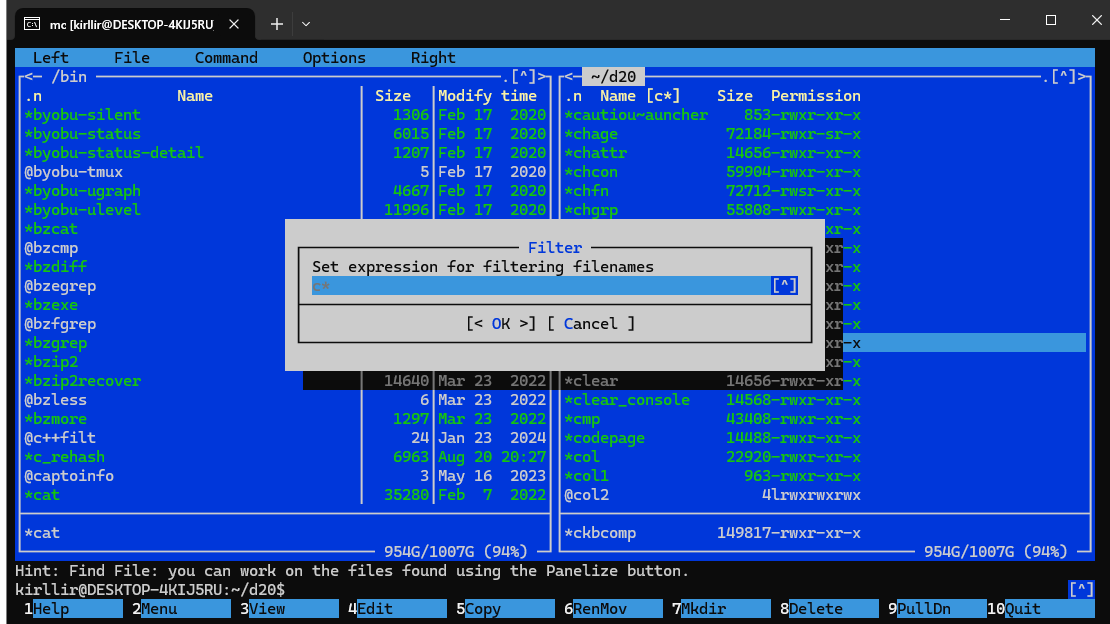 mc [kirllir@DESKTOP-4KIJ5RU
Left File Command Options Right
<─ /bin .[^]> <─ ~/d20 .[^]>
.n Name Size Modify time .n Name [c*] Size Permission
*byobu-silent 1306 Feb 17 2020 *cautiou~auncher 853 -rwxr-xr-x
*byobu-status 6015 Feb 17 2020 *chage 72184 -rwxr-sr-x
*byobu-status-detail 1207 Feb 17 2020 *chattr 14656 -rwxr-xr-x
@byobu-tmux 5 Feb 17 2020 *chcon 59904 -rwxr-xr-x
*byobu-ugraph 4667 Feb 17 2020 *chfn 72712 -rwsr-xr-x
*byobu-ulevel 11996 Feb 17 2020 *chgrp 55808 -rwxr-xr-x
*bzcat xr-x
@bzcmp Filter xr-x
*bzdiff Set expression for filtering filenames xr-x
@bzegrep c* [^] xr-x
*bzexe xr-x
@bzfgrep [< OK >] [ Cancel ] xr-x
*bzgrep xr-x
*bzip2 xr-x
*bzip2recover 14640 Mar 23 2022 *clear 14656 -rwxr-xr-x
@bzless 6 Mar 23 2022 *clear_console 14568 -rwxr-xr-x
*bzmore 1297 Mar 23 2022 *cmp 43408 -rwxr-xr-x
@c++filt 24 Jan 23 2024 *codepage 14488 -rwxr-xr-x
*c_rehash 6963 Aug 20 20:27 *col 22920 -rwxr-xr-x
@captoinfo 3 May 16 2023 *col1 963 -rwxr-xr-x
*cat 35280 Feb 7 2022 @col2 4 lrwxrwxrwx
*cat *ckbcomp 149817 -rwxr-xr-x
954G/1007G (94%) 954G/1007G (94%)
Hint: Find File: you can work on the files found using the Panelize button.
kirllir@DESKTOP-4KIJ5RU:~/d20$ [^]
1Help 2Menu 3View 4Edit 5Copy 6RenMov 7Mkdir 8Delete 9PullDn 10Quit